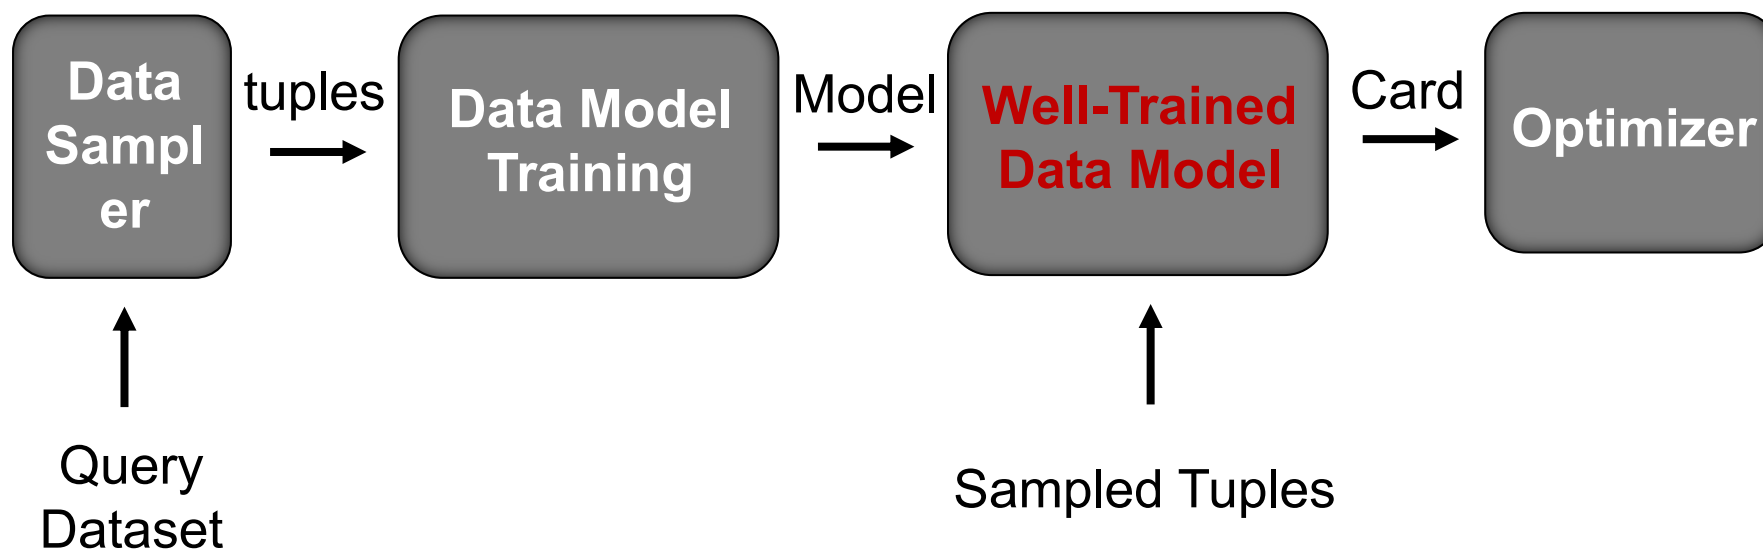 Data
Sampl
er
tuples
Data Model
Training
Model
Well-Trained
Data Model
Card
Optimizer
Query
Dataset
Sampled Tuples